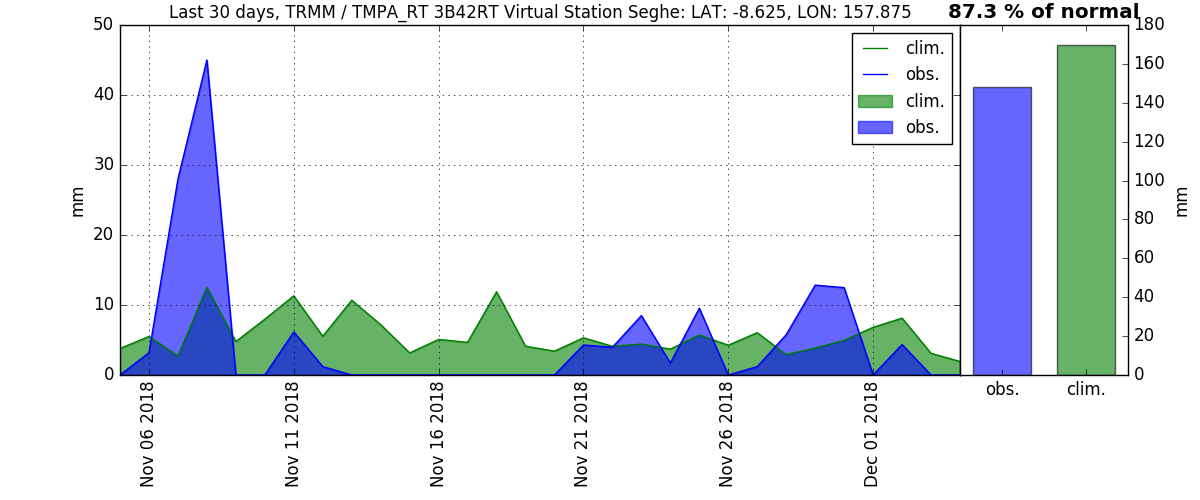 Last 30 days, TRMM / TMPA_RT 3B42RT Virtual Station Seghe: LAT: -8.625, LON: 157.875
87.3 % of normal
50
40
30
20
10
0
mm
clim.
obs.
clim.
obs.
Nov 06 2018
Nov 11 2018
Nov 16 2018
Nov 21 2018
Nov 26 2018
Dec 01 2018
180
160
140
120
100
80
60
40
20
0
mm
obs.
clim.